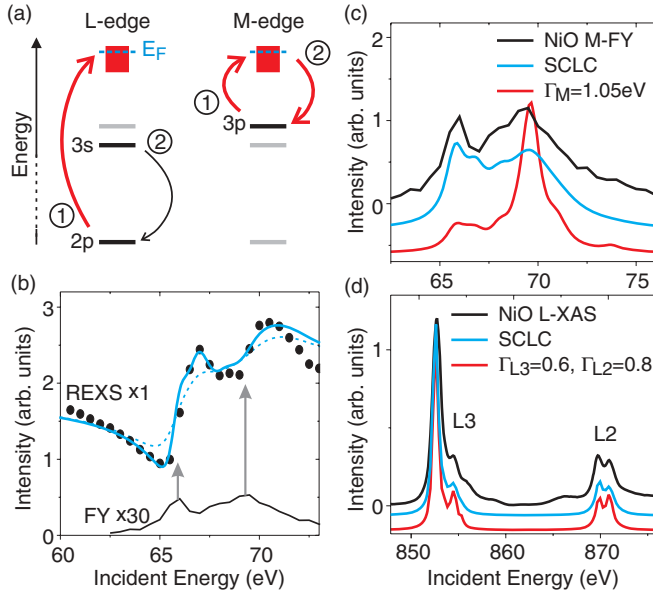 (a)
L-edge
M-edge
E_F
Energy
3s
2p
①
②
3p
①
②
(b)
Intensity (arb. units)
3
2
1
0
REXS x1
FY x30
60
65
70
Incident Energy (eV)
(c)
Intensity (arb. units)
2
1
0
NiO M-FY
SCLC
Γ_M=1.05eV
65
70
75
(d)
Intensity (arb. units)
1
0
NiO L-XAS
SCLC
Γ_L3=0.6, Γ_L2=0.8
L3
L2
850
860
870
Incident Energy (eV)